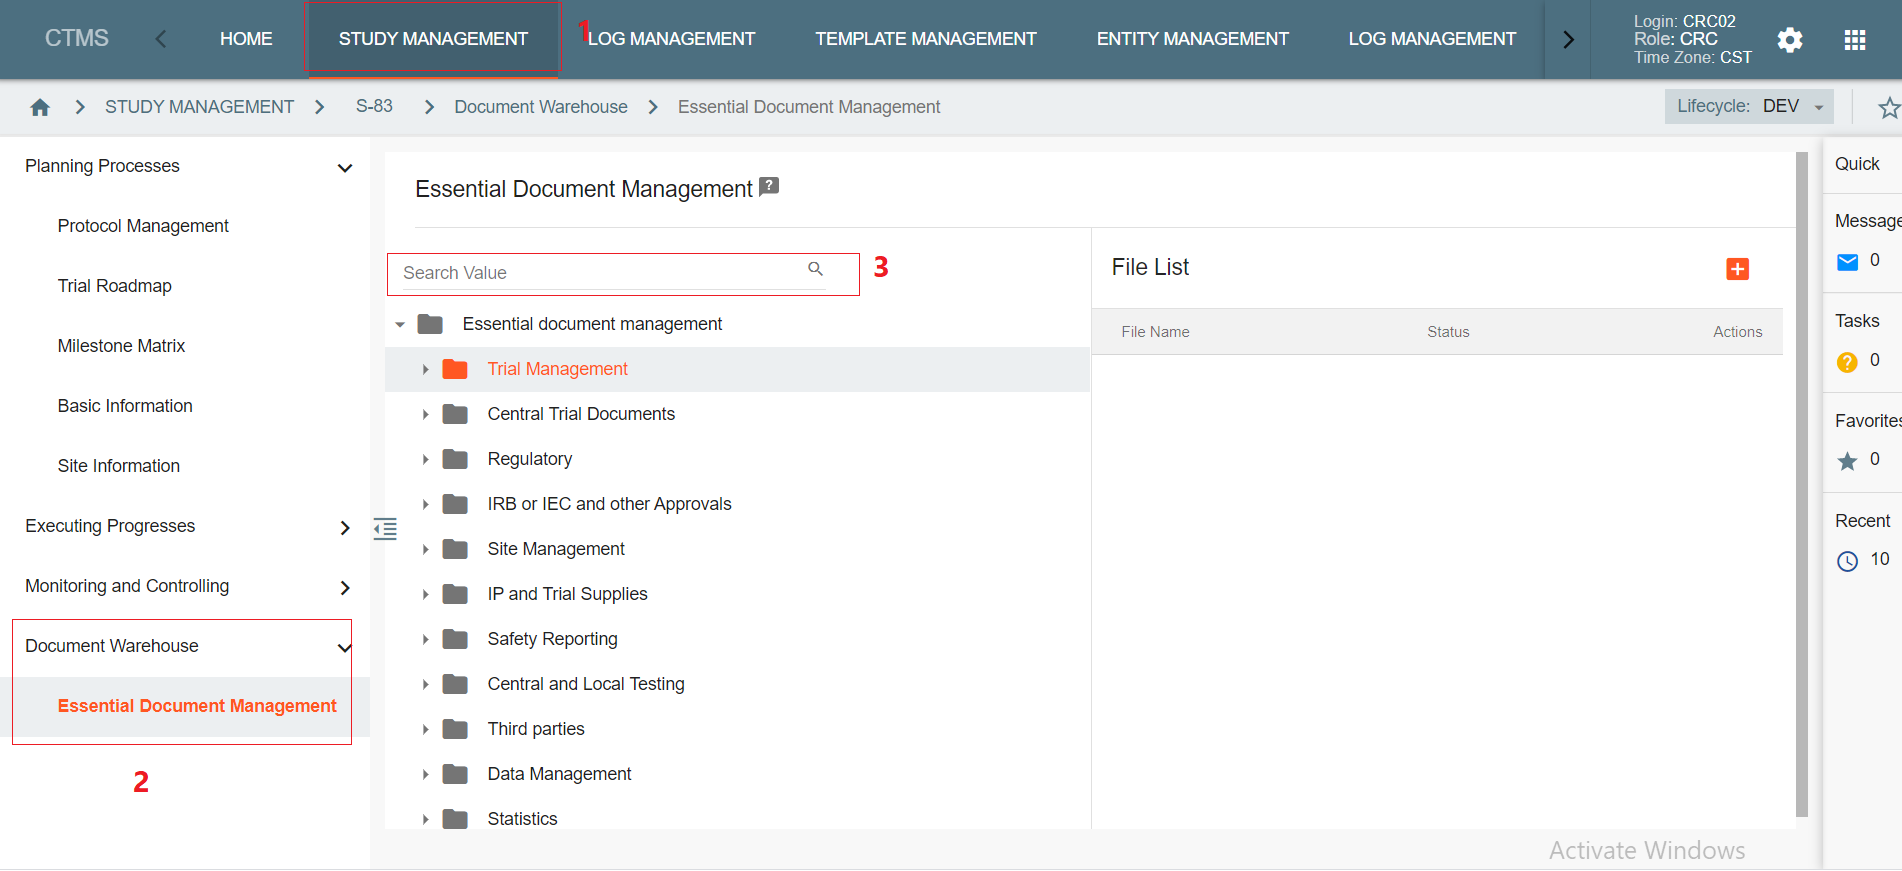 CTMS
HOME
STUDY MANAGEMENT
1
LOG MANAGEMENT
TEMPLATE MANAGEMENT
ENTITY MANAGEMENT
LOG MANAGEMENT
Login: CRC02
Role: CRC
Time Zone: CST
STUDY MANAGEMENT
S-83
Document Warehouse
Essential Document Management
Lifecycle: DEV
Planning Processes
Protocol Management
Trial Roadmap
Milestone Matrix
Basic Information
Site Information
Executing Progresses
Monitoring and Controlling
Document Warehouse
Essential Document Management
2
Essential Document Management
Search Value
3
Essential document management
Trial Management
Central Trial Documents
Regulatory
IRB or IEC and other Approvals
Site Management
IP and Trial Supplies
Safety Reporting
Central and Local Testing
Third parties
Data Management
Statistics
File List
File Name
Status
Actions
Quick
Message
0
Tasks
0
Favorites
0
Recent
10
Activate Windows